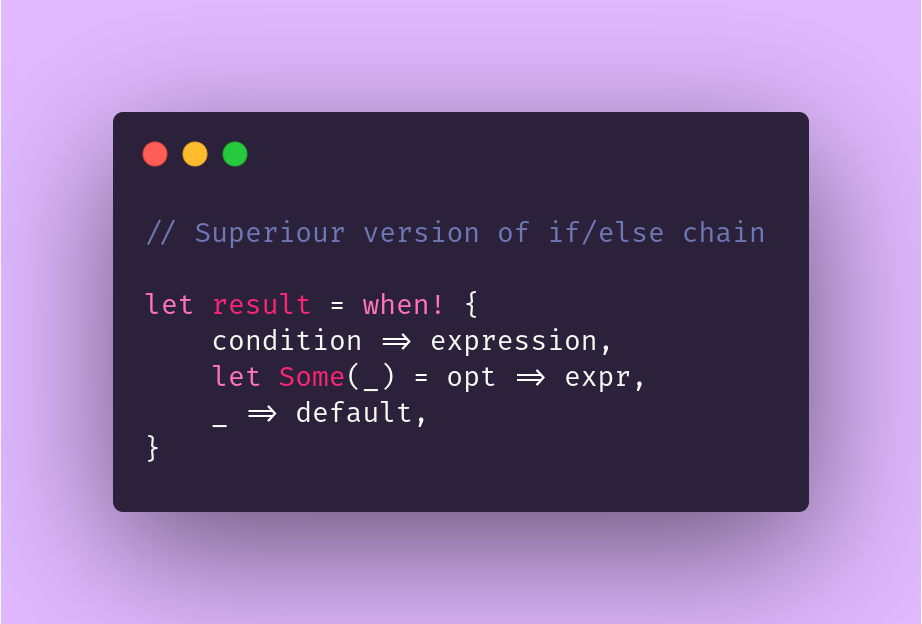 // Superiour version of if/else chain
let result = when! {
    condition => expression,
    let Some(_) = opt => expr,
    _ => default,
}